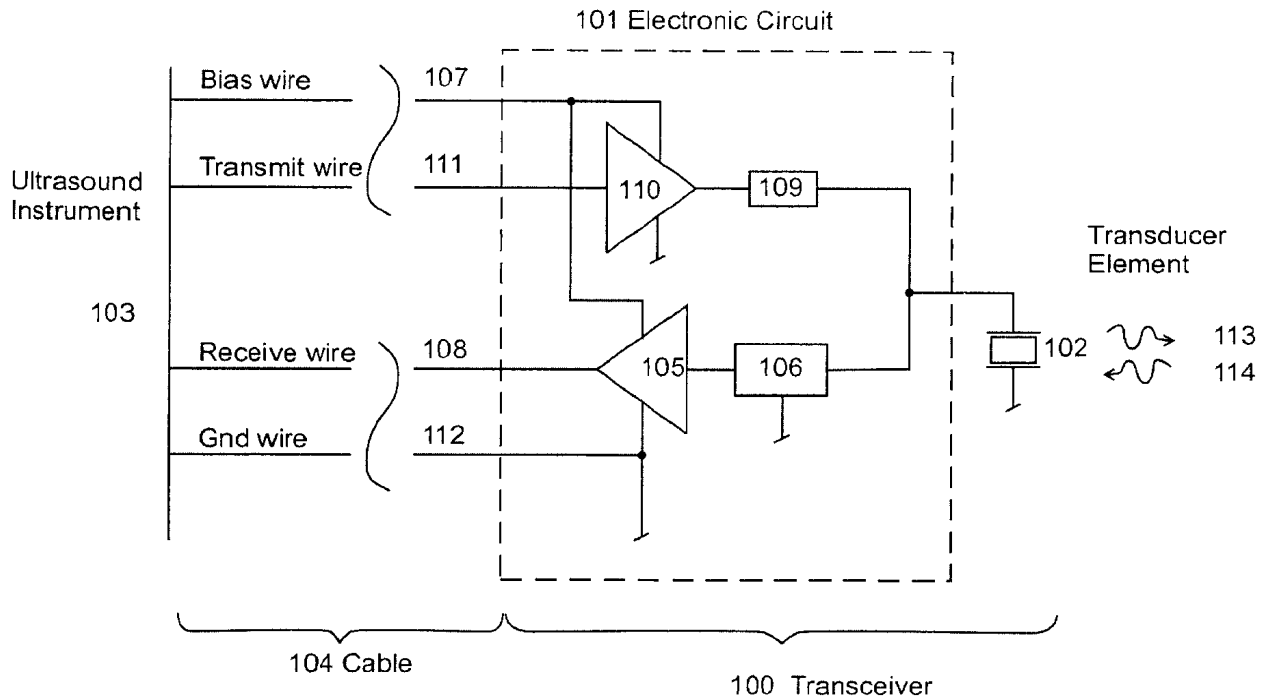 101 Electronic Circuit
Bias wire
107
Transmit wire
111
110
109
Ultrasound
Instrument
Transducer
Element
103
Receive wire
108
105
106
102
113
114
Gnd wire
112
104 Cable
100 Transceiver